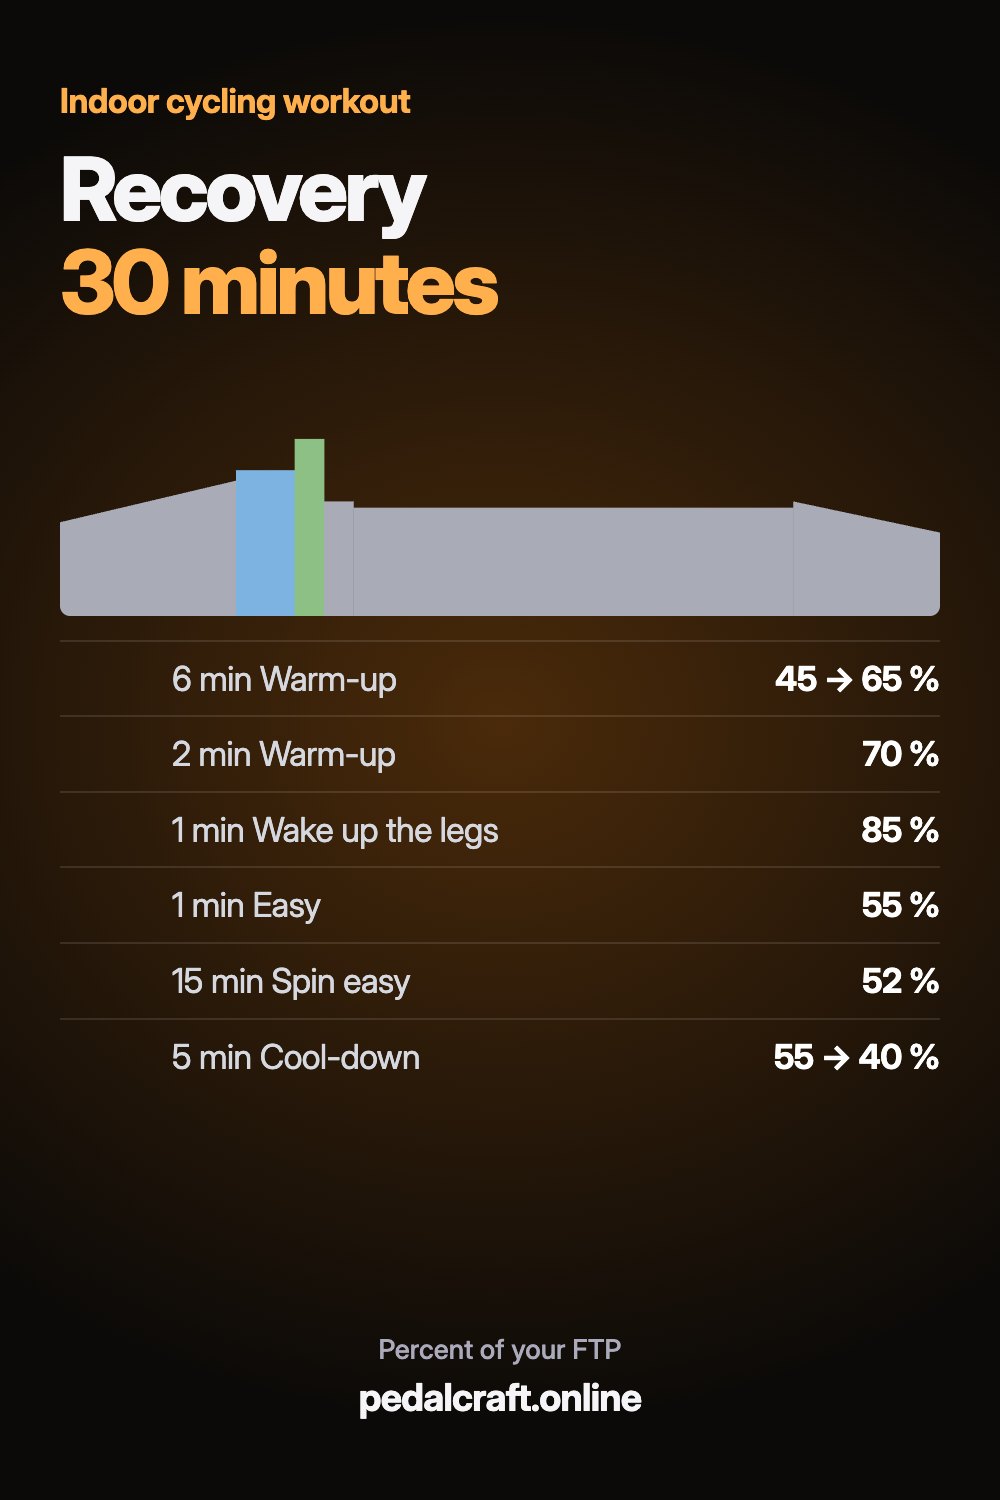 Indoor cycling workout
Recovery
30 minutes
6 min Warm-up 45 → 65 %
2 min Warm-up 70 %
1 min Wake up the legs 85 %
1 min Easy 55 %
15 min Spin easy 52 %
5 min Cool-down 55 → 40 %
Percent of your FTP
pedalcraft.online